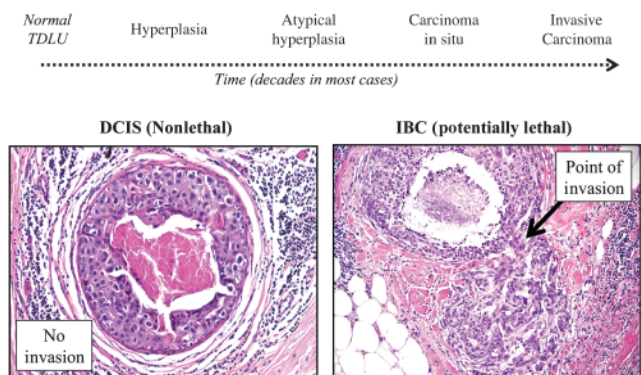 Normal TDLU
Hyperplasia
Atypical hyperplasia
Carcinoma in situ
Invasive Carcinoma
Time (decades in most cases)
DCIS (Nonlethal)
IBC (potentially lethal)
Point of invasion
No invasion